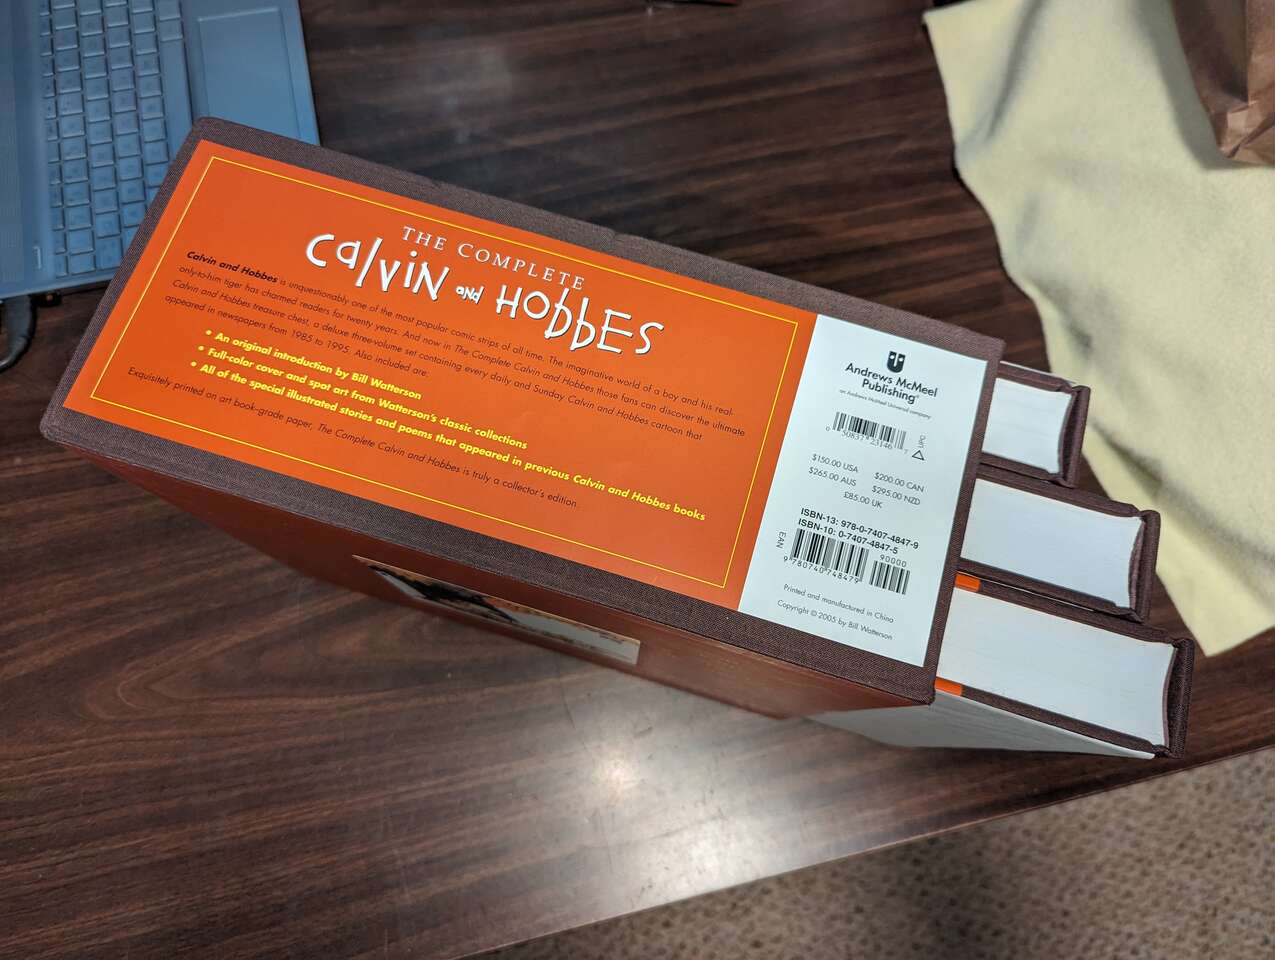 THE COMPLETE
CALVIN AND HOBBES
Calvin and Hobbes is unquestionably one of the most popular comic strips of all time. The imaginative world of a boy and his real-
only-to-him tiger has charmed readers for twenty years. And now in The Complete Calvin and Hobbes those fans can discover the ultimate
Calvin and Hobbes treasure chest, a deluxe three-volume set containing every daily and Sunday Calvin and Hobbes cartoon that
appeared in newspapers from 1985 to 1995. Also included are:
• An original introduction by Bill Watterson
• Full-color cover and spot art from Watterson's classic collections
• All of the special illustrated stories and poems that appeared in previous Calvin and Hobbes books
Exquisitely printed on art book-grade paper, The Complete Calvin and Hobbes is truly a collector's edition.
Andrews McMeel
Publishing®
an Andrews McMeel Universal company
0 50837 23146 7
UPC
$150.00 USA $200.00 CAN
$265.00 AUS $295.00 NZD
£85.00 UK
ISBN-13: 978-0-7407-4847-9
ISBN-10: 0-7407-4847-5
EAN
90000
9 780740 748479
Printed and manufactured in China
Copyright © 2005 by Bill Watterson